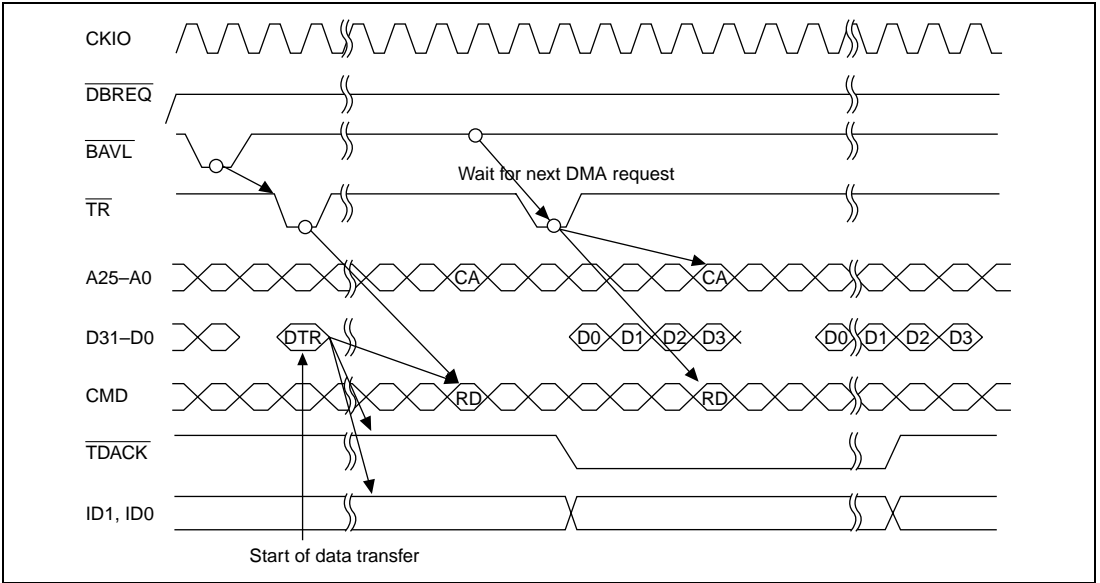 CKIO
DBREQ
BAVL
Wait for next DMA request
TR
A25–A0 CA CA
D31–D0 DTR D0 D1 D2 D3 D0 D1 D2 D3
CMD RD RD
TDACK
ID1, ID0
Start of data transfer